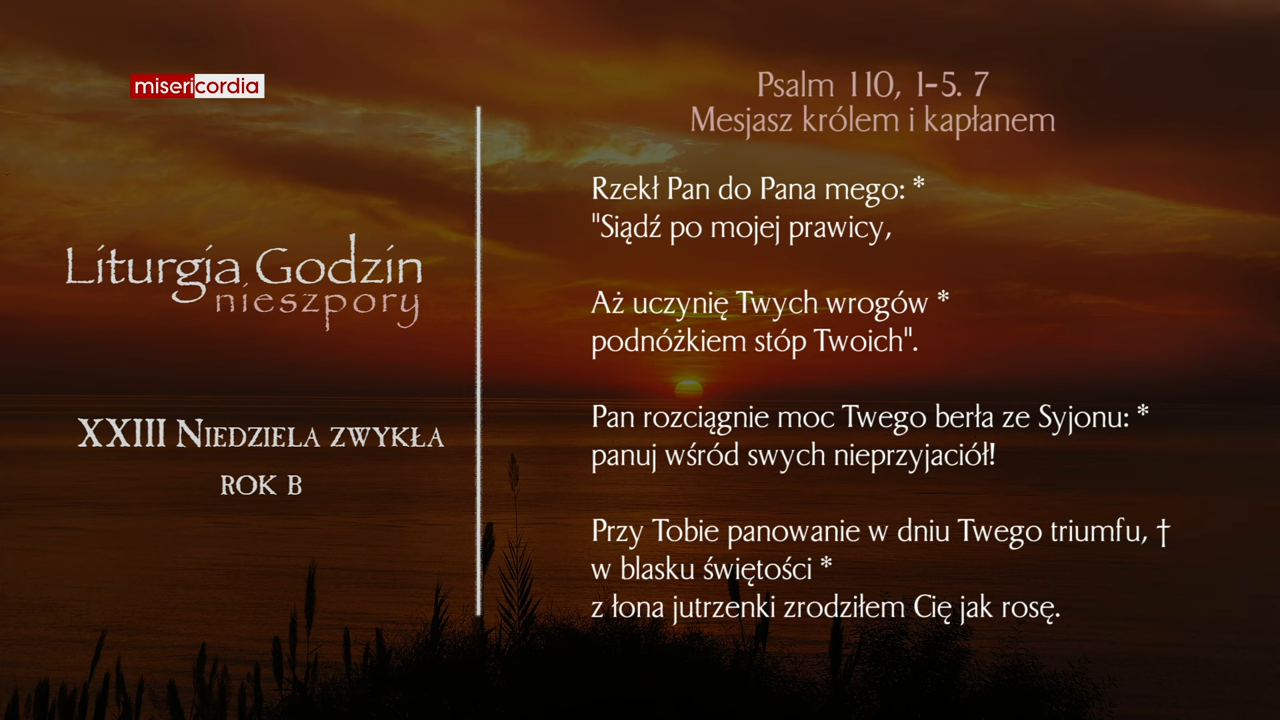 misericordia
Liturgia Godzin
nieszpory
XXIII Niedziela zwykła
rok B
Psalm 110, 1-5. 7
Mesjasz królem i kapłanem
Rzekł Pan do Pana mego: *
"Siądź po mojej prawicy,
Aż uczynię Twych wrogów *
podnóżkiem stóp Twoich".
Pan rozciągnie moc Twego berła ze Syjonu: *
panuj wśród swych nieprzyjaciół!
Przy Tobie panowanie w dniu Twego triumfu, †
w blasku świętości *
z łona jutrzenki zrodziłem Cię jak rosę.